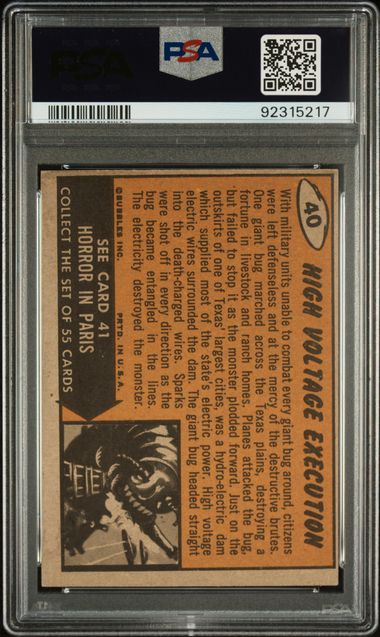 PSA
PSA
92315217
40
HIGH VOLTAGE EXECUTION
With military units unable to combat every giant bug around, citizens
were left defenseless and at the mercy of the destructive brutes.
One giant bug marched across the Texas plains, destroying a
fortune in livestock and ranch homes. Planes attacked the bug,
but failed to stop it as the monster plodded forward. Just on the
outskirts of one of Texas' largest cities, was a hydro-electric dam
which supplied most of the state's electric power. High voltage
electric wires surrounded the dam. The giant bug headed straight
into the death-charged wires. Sparks
were shot off in every direction as the
bug became entangled in the lines.
The electricity destroyed the monster.
©BUBBLES INC. PRTD. IN U.S.A.
SEE CARD 41
HORROR IN PARIS
COLLECT THE SET OF 55 CARDS